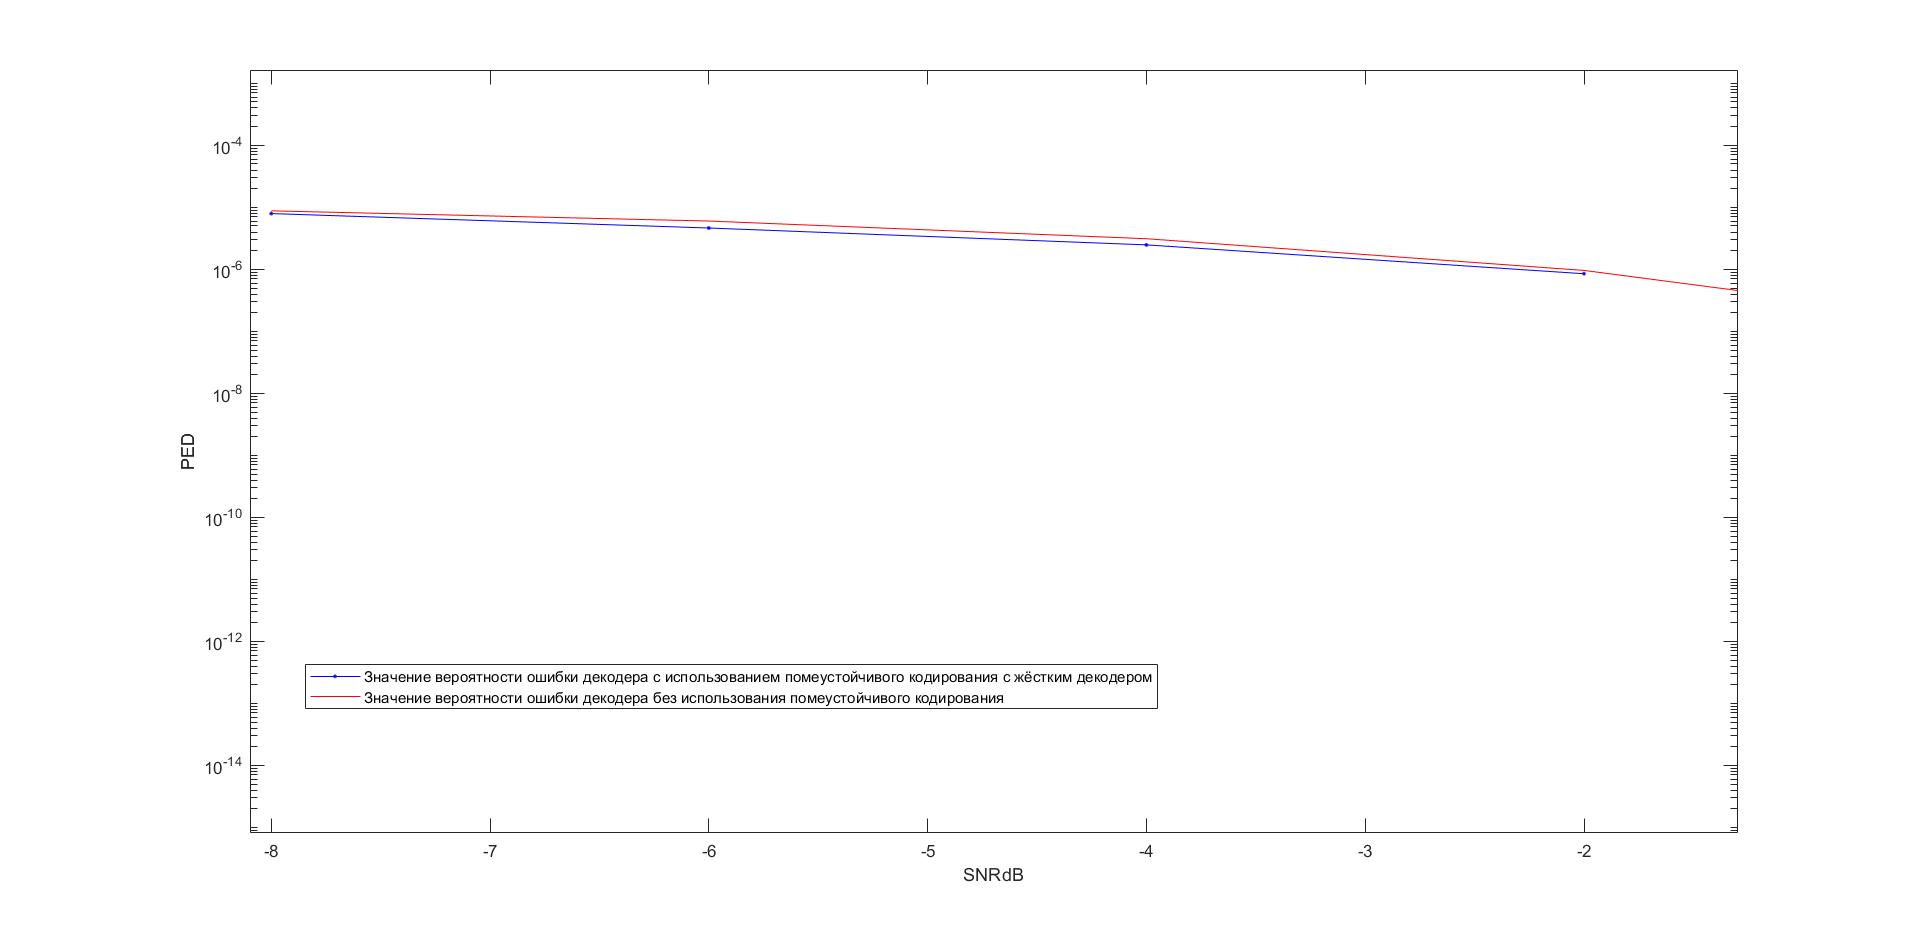 10^-4
10^-6
10^-8
10^-10
10^-12
10^-14
PED
Значение вероятности ошибки декодера с использованием помеустойчивого кодирования с жёстким декодером
Значение вероятности ошибки декодера без использования помеустойчивого кодирования
-8 -7 -6 -5 -4 -3 -2
SNRdB